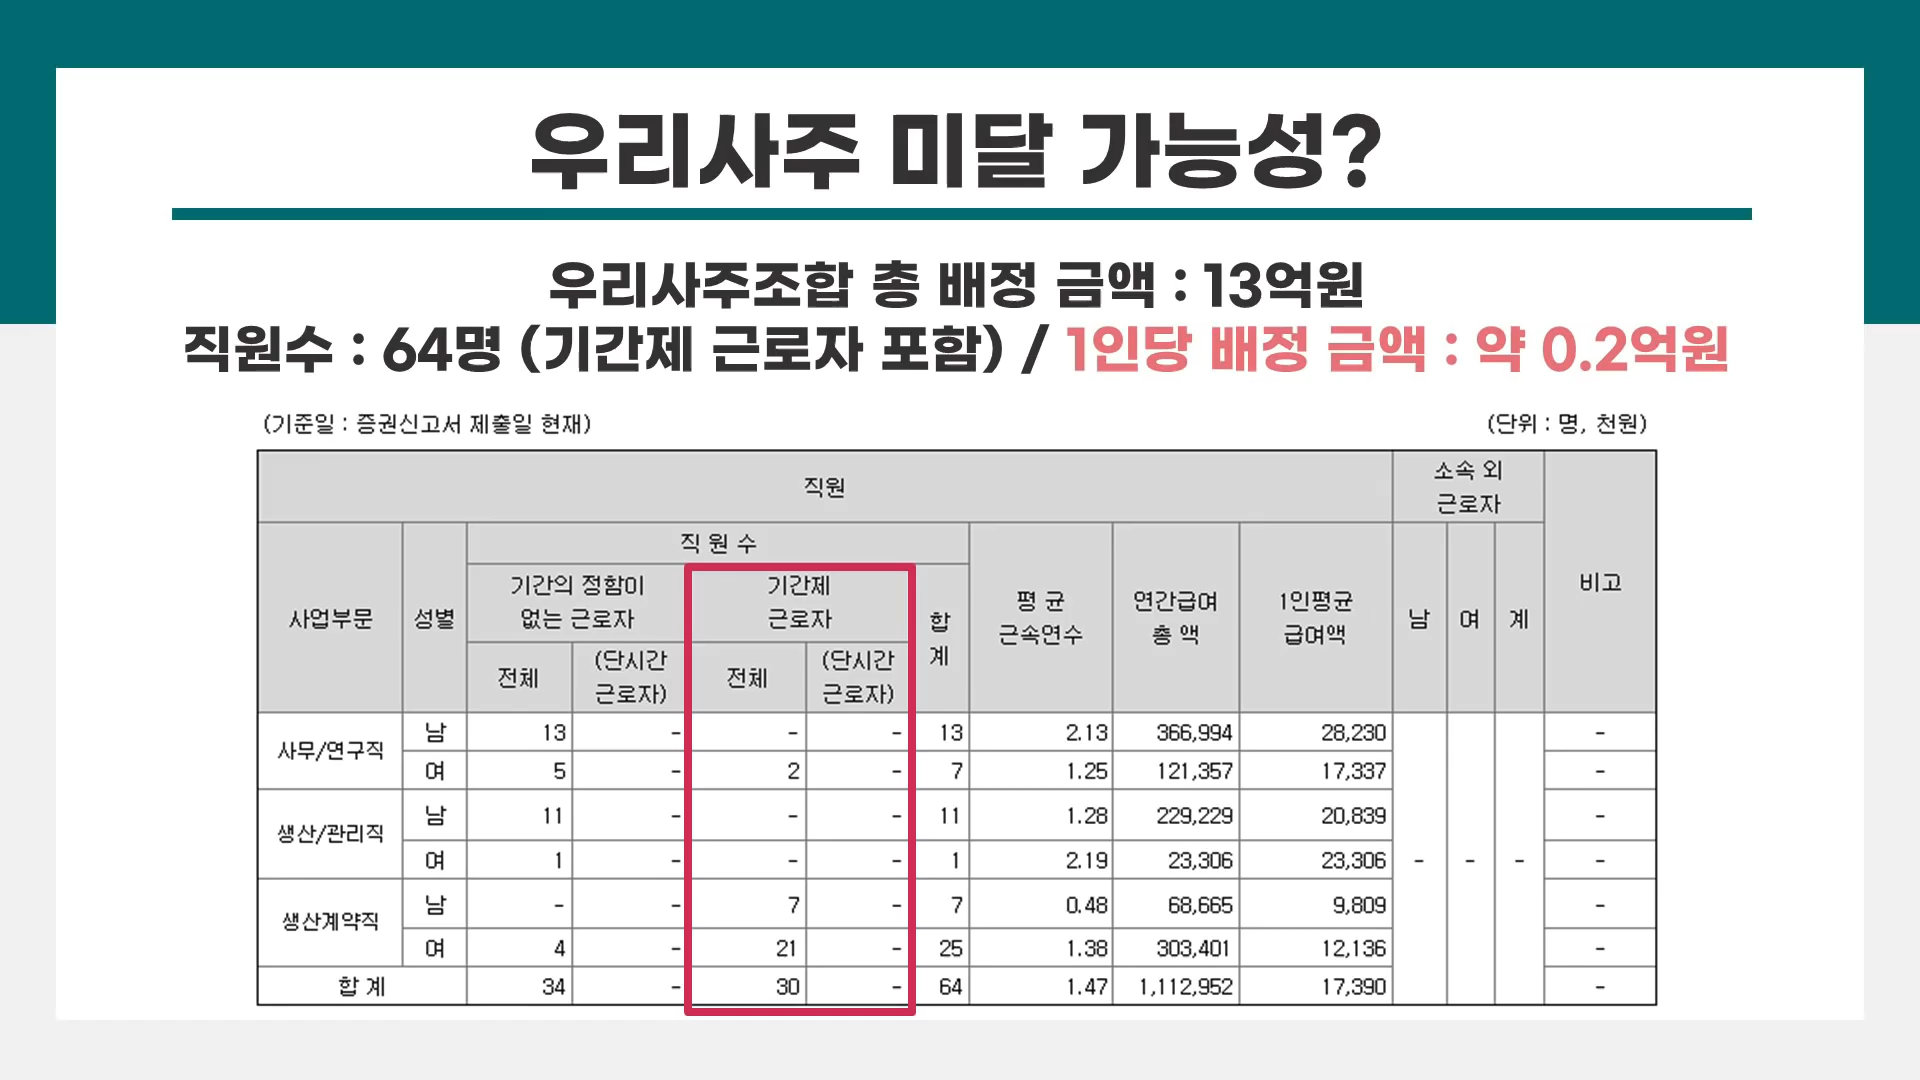 우리사주 미달 가능성?
우리사주조합 총 배정 금액 : 13억원
직원수 : 64명 (기간제 근로자 포함) / 1인당 배정 금액 : 약 0.2억원
(기준일 : 증권신고서 제출일 현재) (단위 : 명, 천원)
직원 소속 외 근로자 비고
사업부문 성별 직 원 수 평 균 근속연수 연간급여 총 액 1인평균 급여액 남 여 계
기간의 정함이 없는 근로자 기간제 근로자 합 계
전체 (단시간 근로자) 전체 (단시간 근로자)
사무/연구직 남 13 - - - 13 2.13 366,994 28,230 -
여 5 - 2 - 7 1.25 121,357 17,337 -
생산/관리직 남 11 - - - 11 1.28 229,229 20,839 -
여 1 - - - 1 2.19 23,306 23,306 - - - -
생산계약직 남 - - 7 - 7 0.48 68,665 9,809 -
여 4 - 21 - 25 1.38 303,401 12,136 -
합 계 34 - 30 - 64 1.47 1,112,952 17,390 -